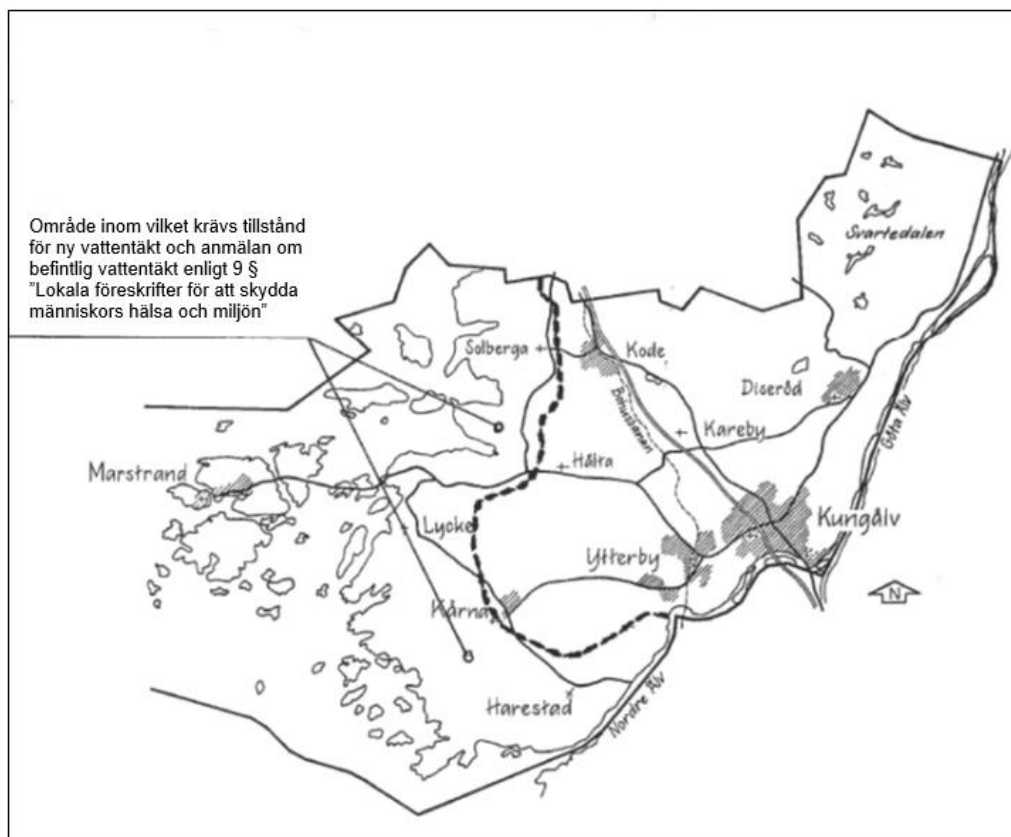 Område inom vilket krävs tillstånd
för ny vattentäkt och anmälan om
befintlig vattentäkt enligt 9 §
"Lokala föreskrifter för att skydda
människors hälsa och miljön"
Svartedalen
Solberga
Kode
Diseröd
Bohusbanan
Göta Älv
Kareby
Marstrand
Hålta
Lycke
Kungälv
Ytterby
N
Kärna
Harestad
Nordre Älv